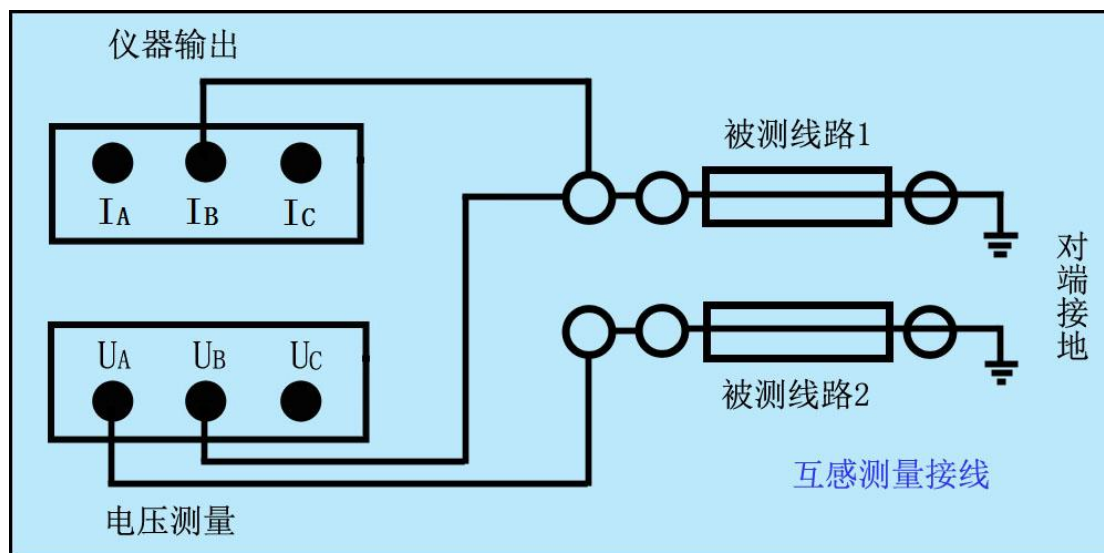 仪器输出
IA IB IC
被测线路1
对端接地
UA UB UC
被测线路2
互感测量接线
电压测量